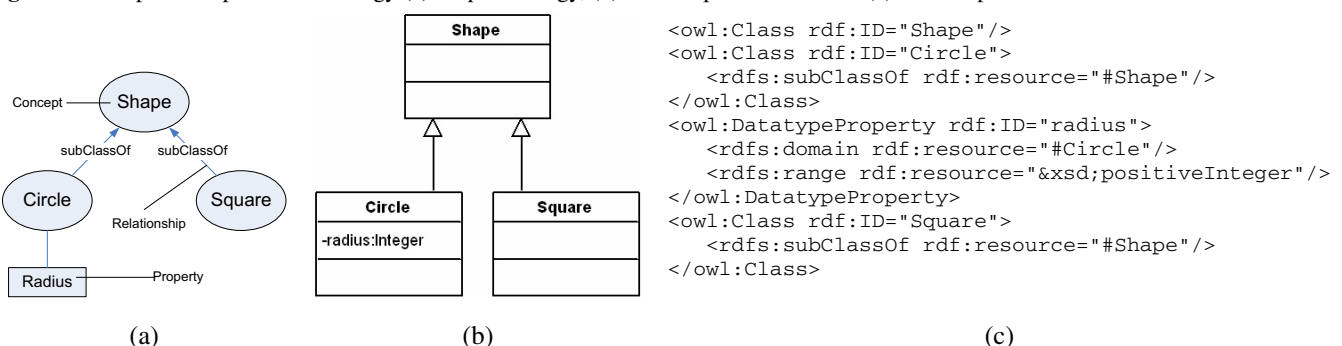 Shape
Concept
subClassOf
subClassOf
Circle
Square
Relationship
Radius
Property
(a)
Shape
Circle
-radius:Integer
Square
(b)
<owl:Class rdf:ID="Shape"/>
<owl:Class rdf:ID="Circle">
<rdfs:subClassOf rdf:resource="#Shape"/>
</owl:Class>
<owl:DatatypeProperty rdf:ID="radius">
<rdfs:domain rdf:resource="#Circle"/>
<rdfs:range rdf:resource="&xsd;positiveInteger"/>
</owl:DatatypeProperty>
<owl:Class rdf:ID="Square">
<rdfs:subClassOf rdf:resource="#Shape"/>
</owl:Class>
(c)